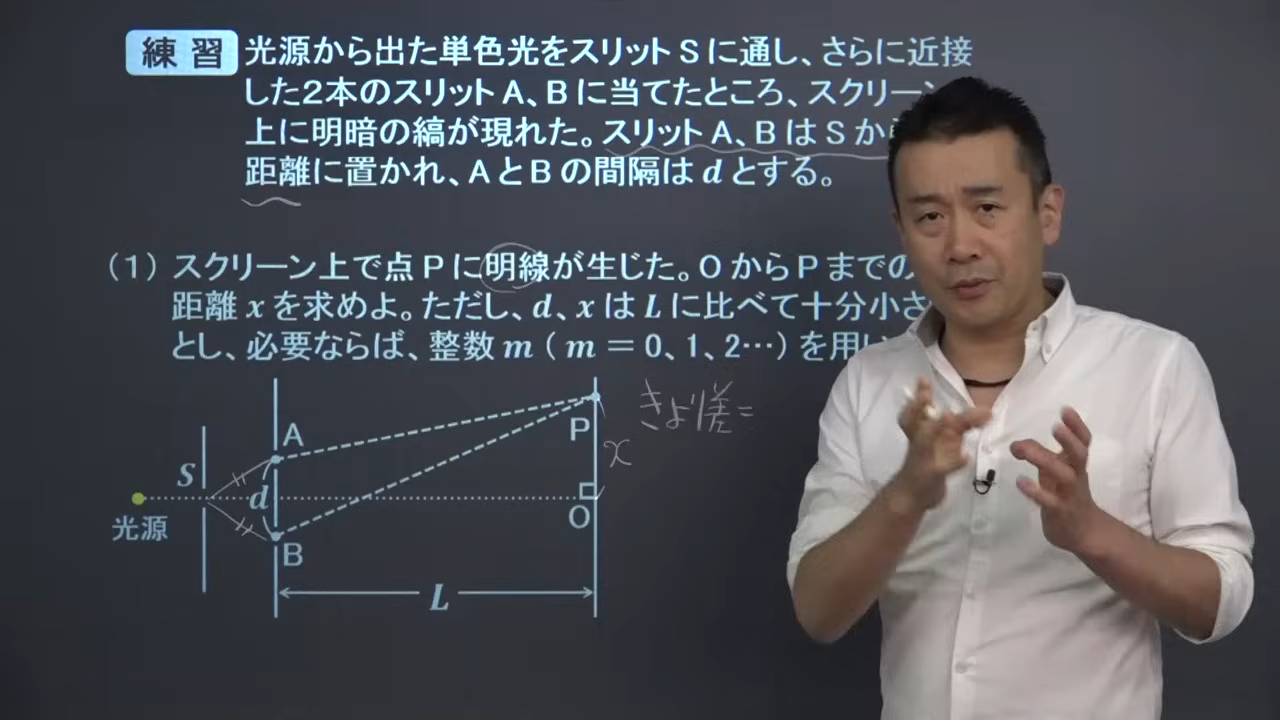 練習 光源から出た単色光をスリットSに通し、さらに近接
した2本のスリットA、Bに当てたところ、スクリーン
上に明暗の縞が現れた。スリットA、BはSから
距離に置かれ、AとBの間隔はdとする。
(1) スクリーン上で点Pに明線が生じた。OからPまでの
距離xを求めよ。ただし、d、xはLに比べて十分小さ
とし、必要ならば、整数m(m=0、1、2…)を用い
きより差=
A
P
x
S
d
光源
O
B
L